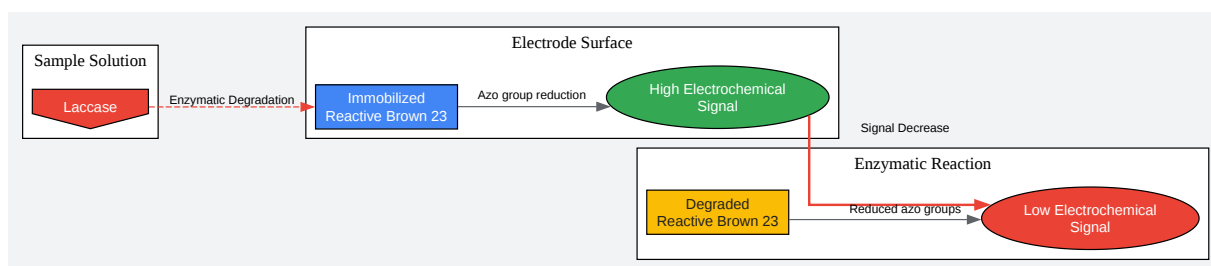 Electrode Surface
Sample Solution
Laccase
Enzymatic Degradation
Immobilized
Reactive Brown 23
Azo group reduction
High Electrochemical
Signal
Signal Decrease
Enzymatic Reaction
Degraded
Reactive Brown 23
Reduced azo groups
Low Electrochemical
Signal